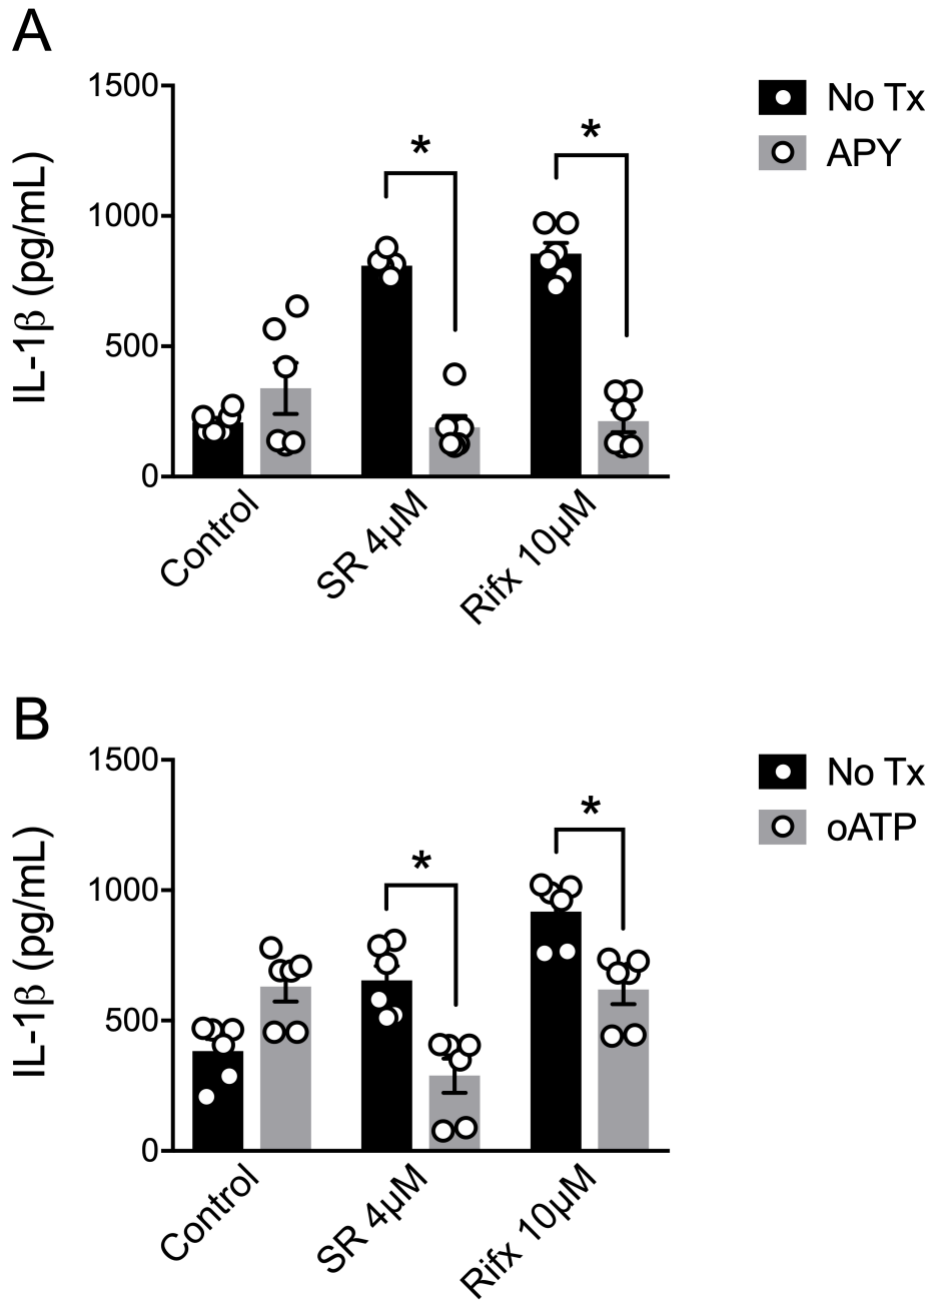 A
1500
1000
500
0
IL-1β (pg/mL)
*
*
No Tx
APY
Control
SR 4µM
Rifx 10µM
B
1500
1000
500
0
IL-1β (pg/mL)
*
*
No Tx
oATP
Control
SR 4µM
Rifx 10µM